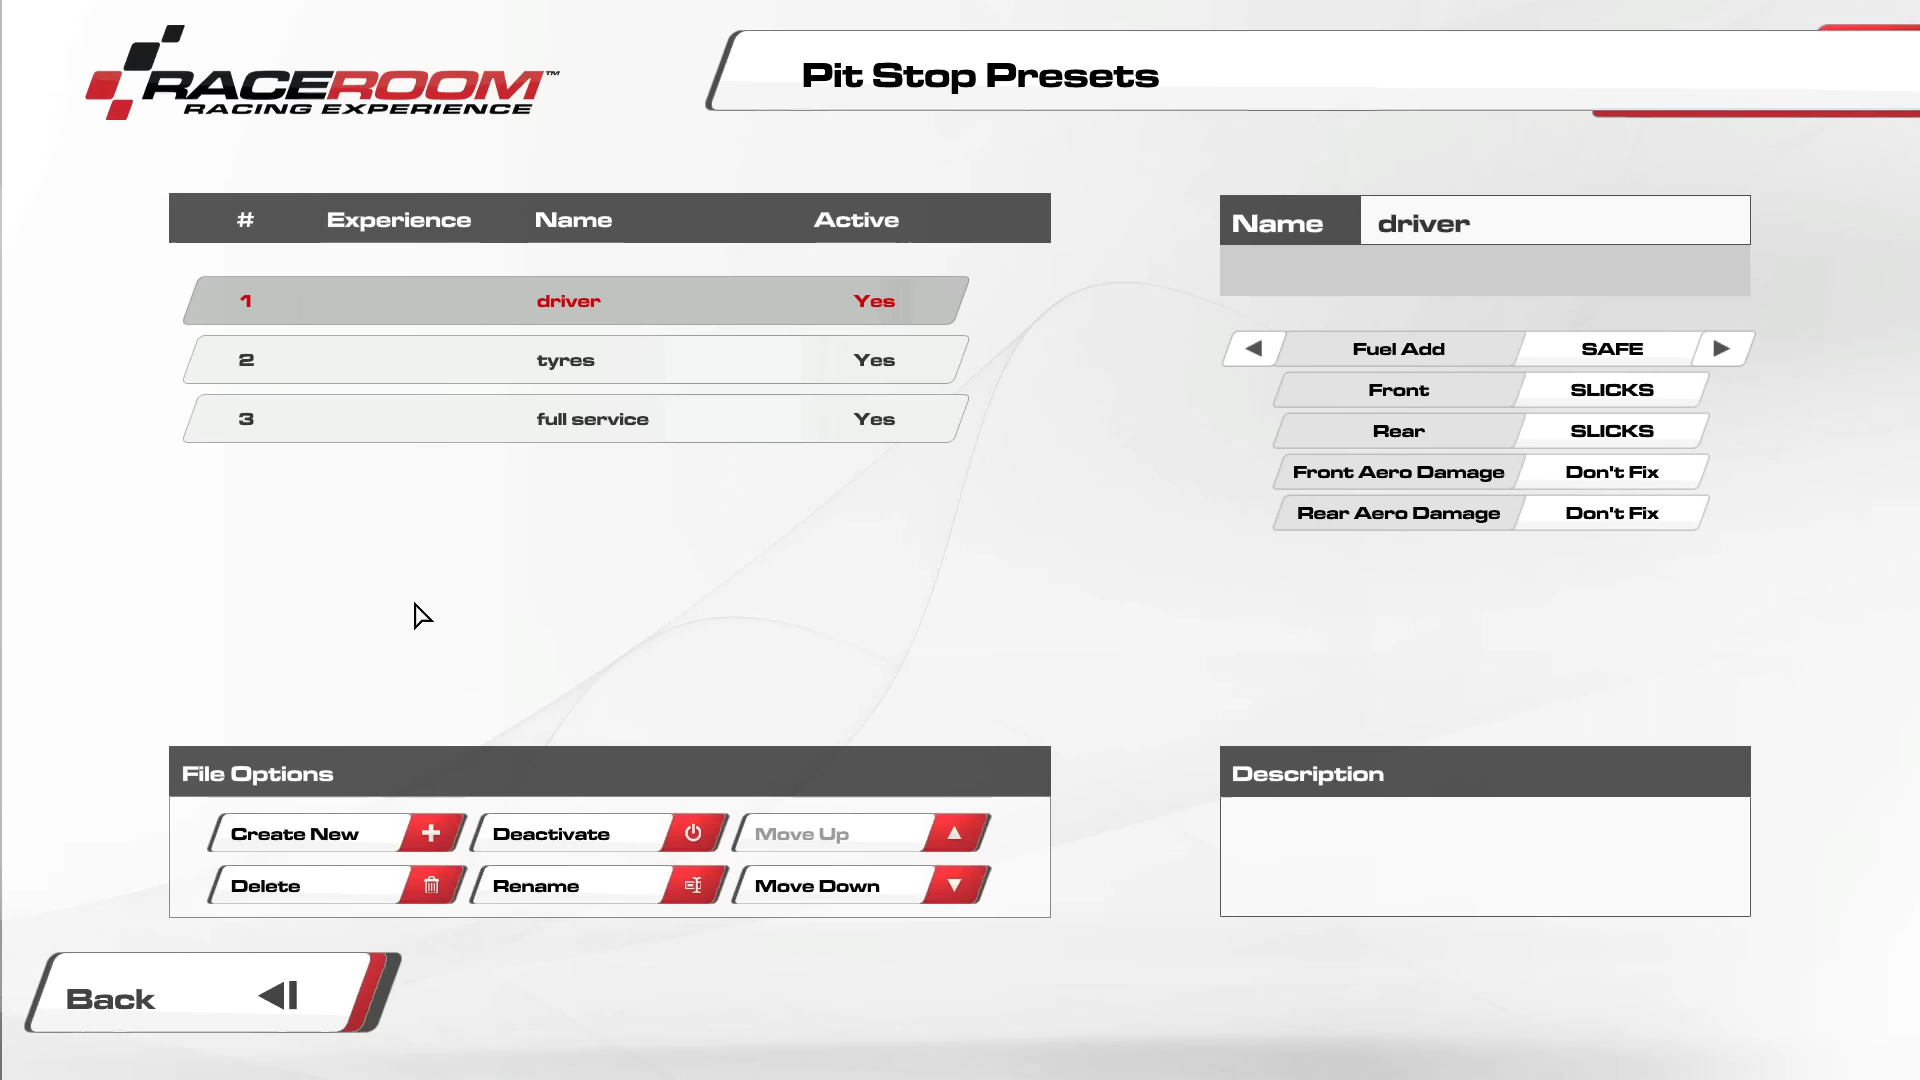 RACEROOM™
RACING EXPERIENCE
Pit Stop Presets
# Experience Name Active
1 driver Yes
2 tyres Yes
3 full service Yes
Name driver
Fuel Add SAFE
Front SLICKS
Rear SLICKS
Front Aero Damage Don't Fix
Rear Aero Damage Don't Fix
File Options
Create New Deactivate Move Up
Delete Rename Move Down
Description
Back